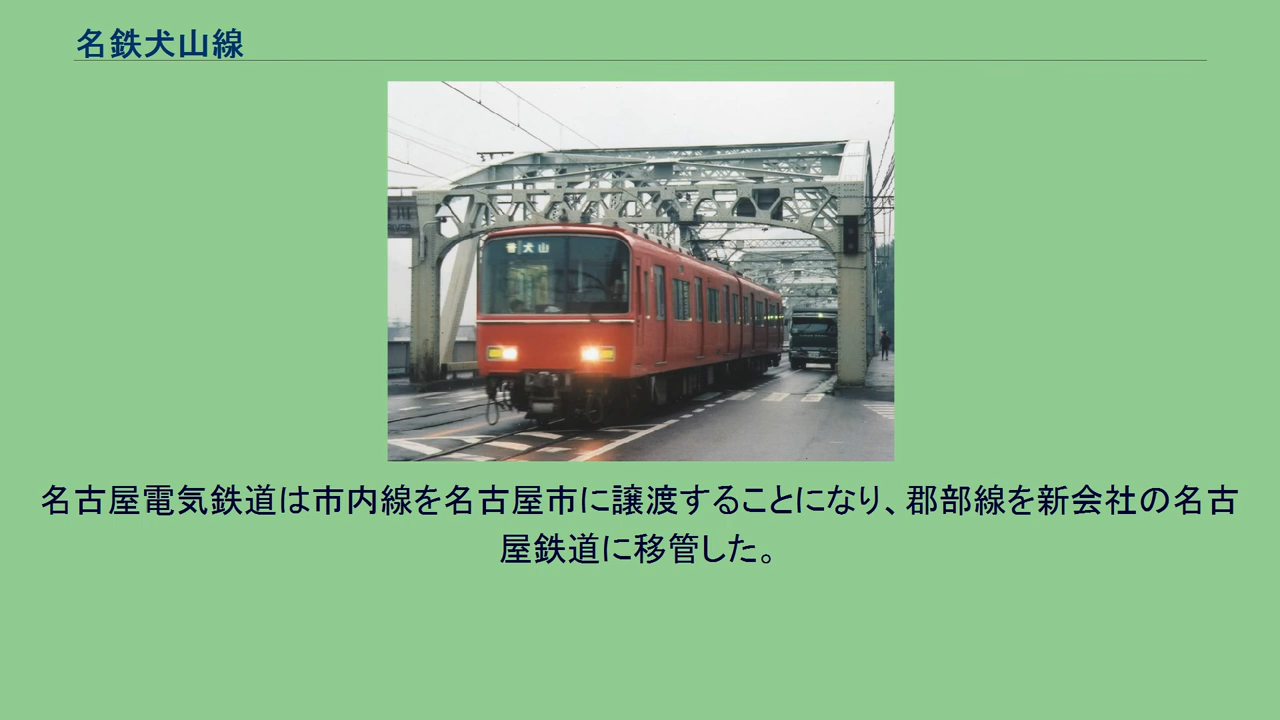 名鉄犬山線
川
普 犬山
名古屋電気鉄道は市内線を名古屋市に譲渡することになり、郡部線を新会社の名古
屋鉄道に移管した。